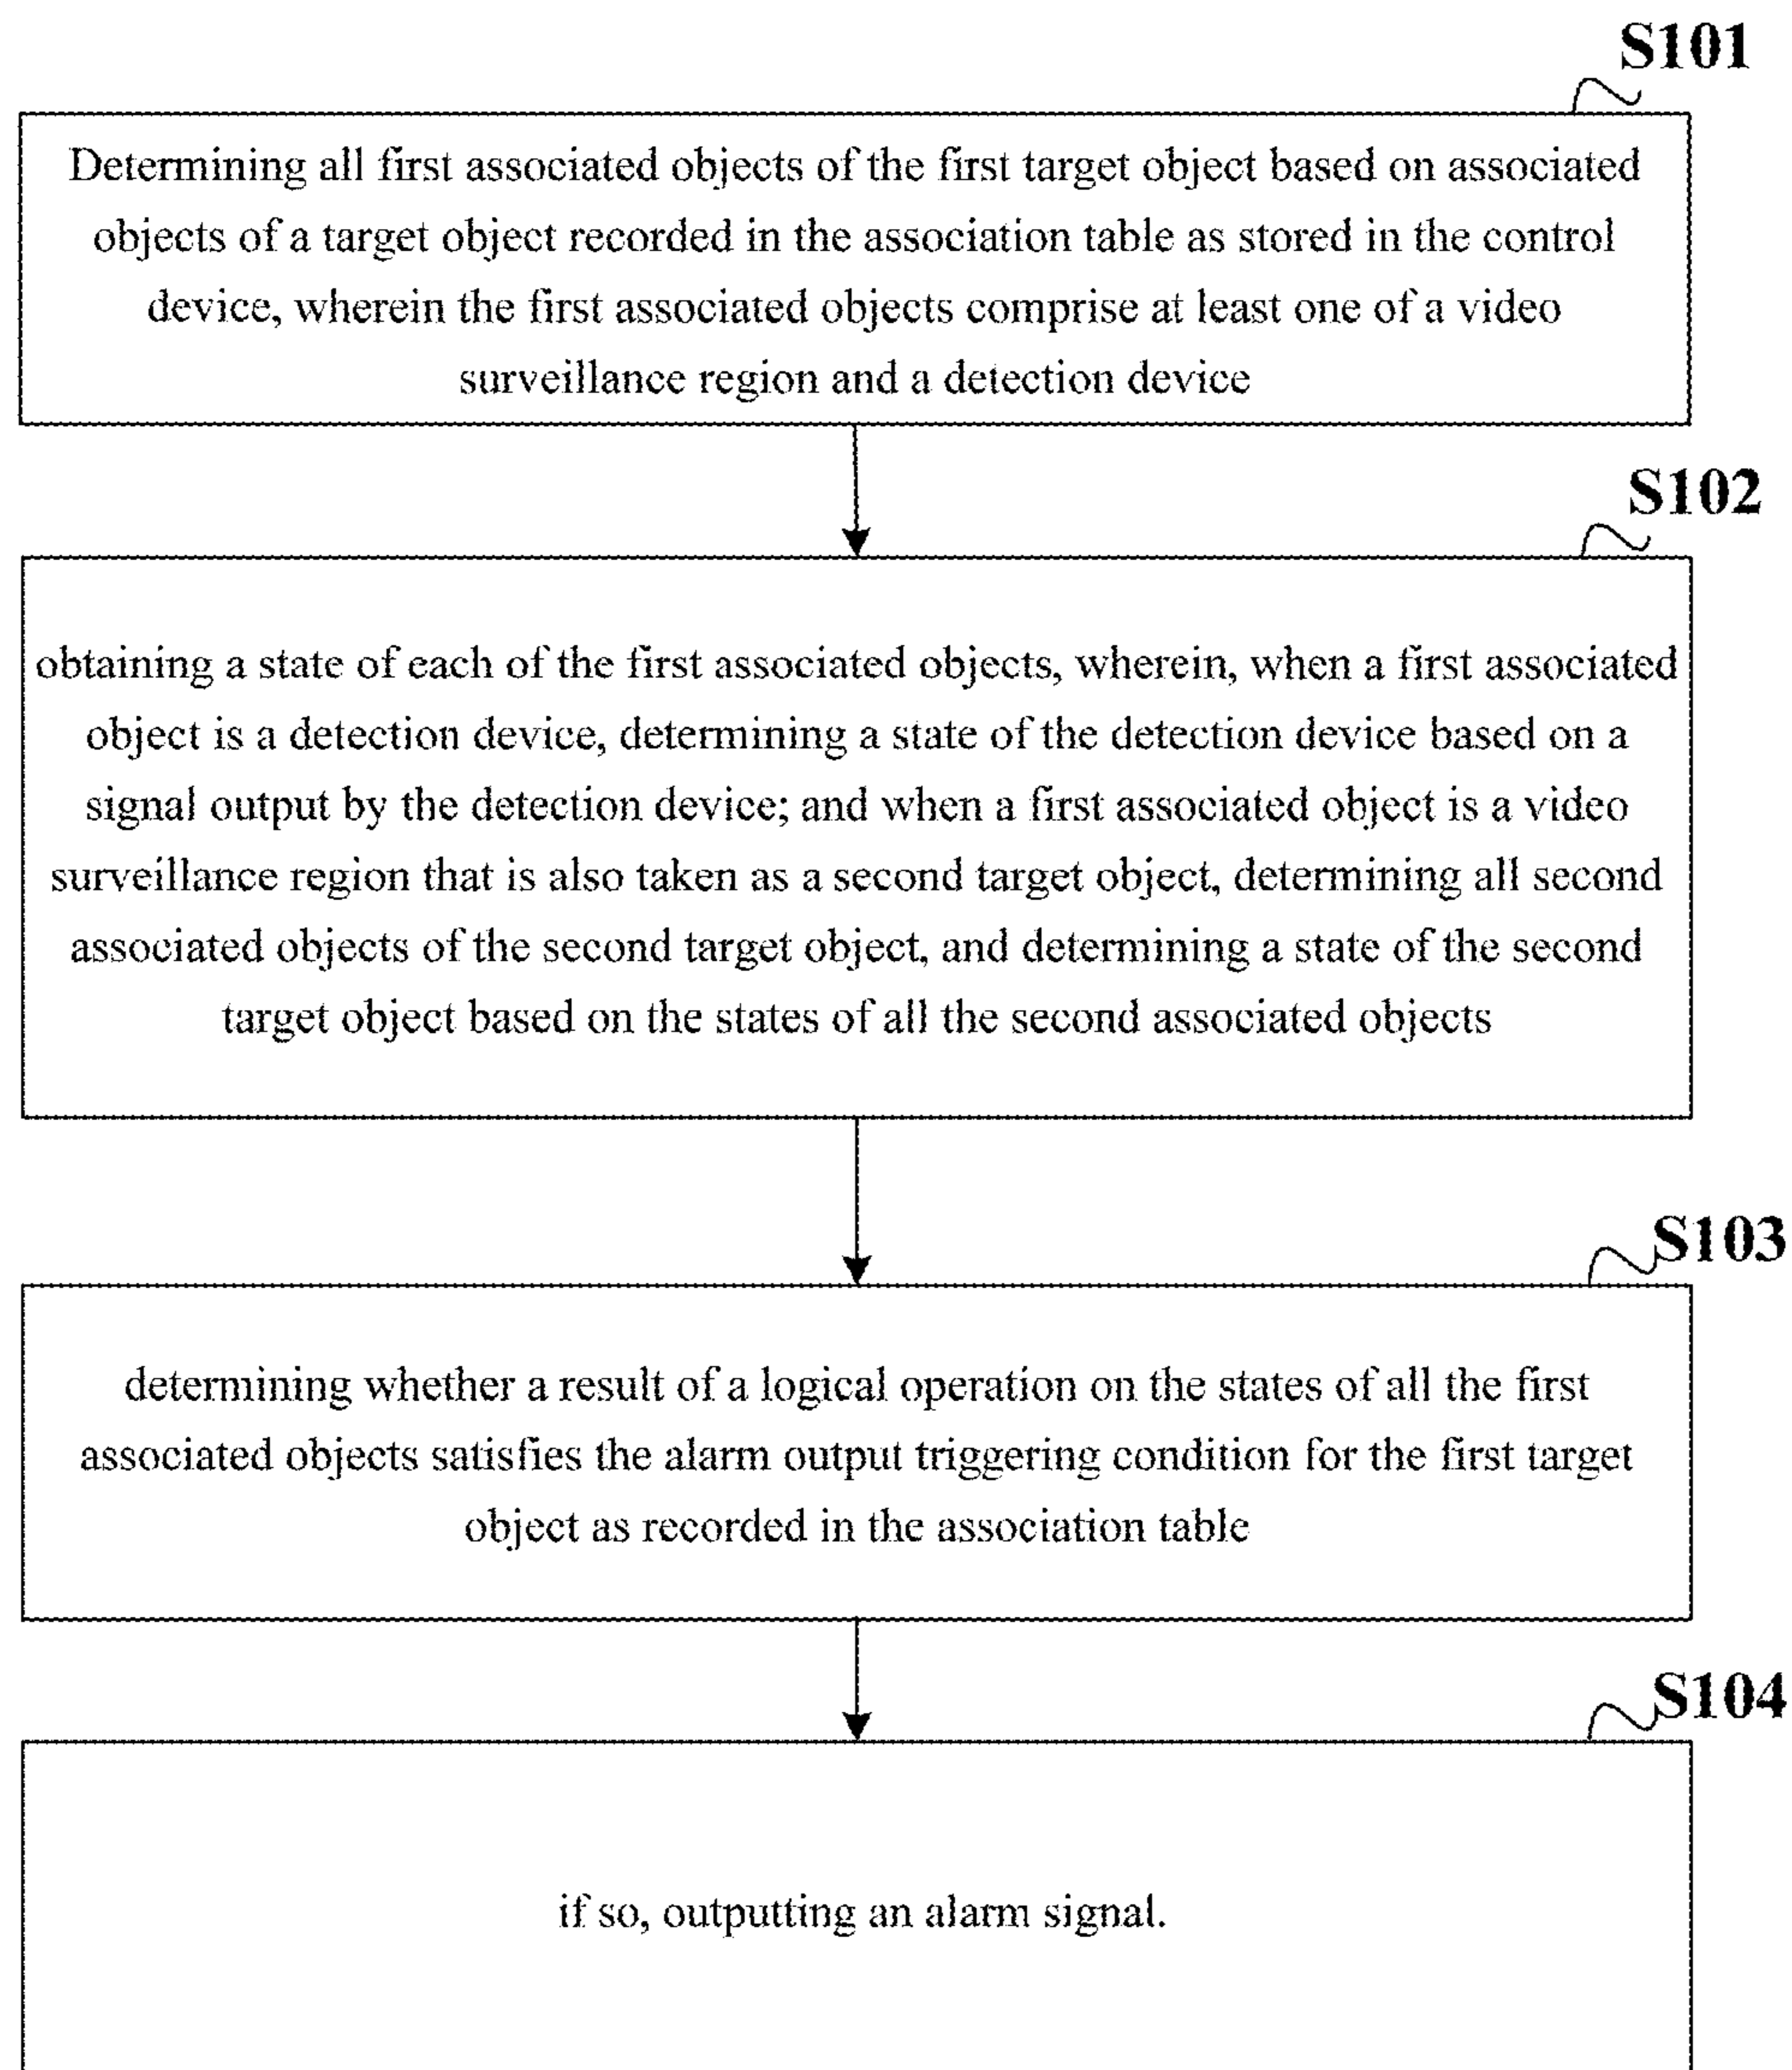 S101
Determining all first associated objects of the first target object based on associated
objects of a target object recorded in the association table as stored in the control
device, wherein the first associated objects comprise at least one of a video
surveillance region and a detection device
S102
obtaining a state of each of the first associated objects, wherein, when a first associated
object is a detection device, determining a state of the detection device based on a
signal output by the detection device; and when a first associated object is a video
surveillance region that is also taken as a second target object, determining all second
associated objects of the second target object, and determining a state of the second
target object based on the states of all the second associated objects
S103
determining whether a result of a logical operation on the states of all the first
associated objects satisfies the alarm output triggering condition for the first target
object as recorded in the association table
S104
if so, outputting an alarm signal.